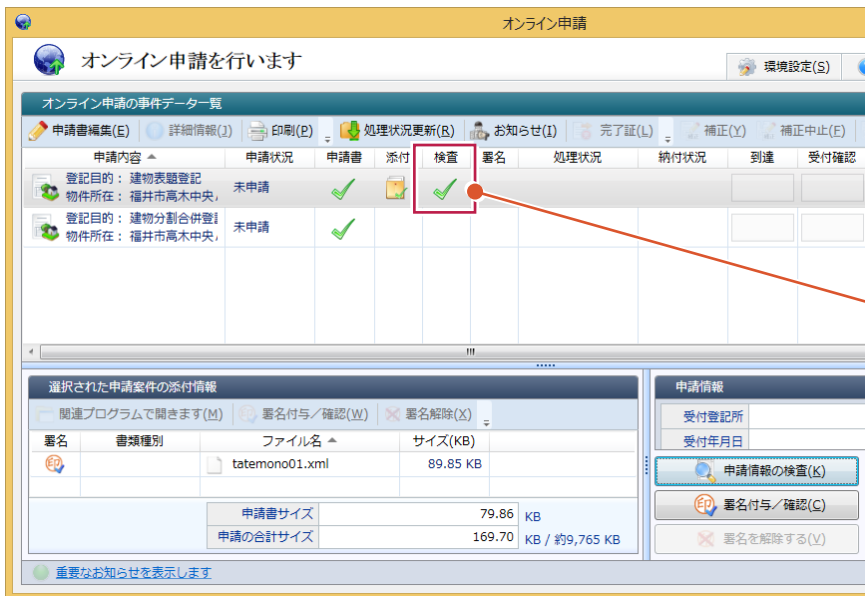 オンライン申請
オンライン申請を行います
環境設定(S)
オンライン申請の事件データ一覧
申請書編集(E) 詳細情報(J) 印刷(P) 処理状況更新(R) お知らせ(I) 完了証(L) 補正(Y) 補正中止(F)
申請内容 申請状況 申請書 添付 検査 署名 処理状況 納付状況 到達 受付確認
登記目的： 建物表題登記
物件所在： 福井市高木中央, 未申請
登記目的： 建物分割合併登
物件所在： 福井市高木中央, 未申請
選択された申請案件の添付情報
関連プログラムで開きます(M) 署名付与／確認(W) 署名解除(X)
署名 書類種別 ファイル名 サイズ(KB)
印 tatemono01.xml 89.85 KB
申請書サイズ 79.86 KB
申請の合計サイズ 169.70 KB / 約9,765 KB
申請情報
受付登記所
受付年月日
申請情報の検査(K)
印 署名付与／確認(C)
署名を解除する(V)
重要なお知らせを表示します